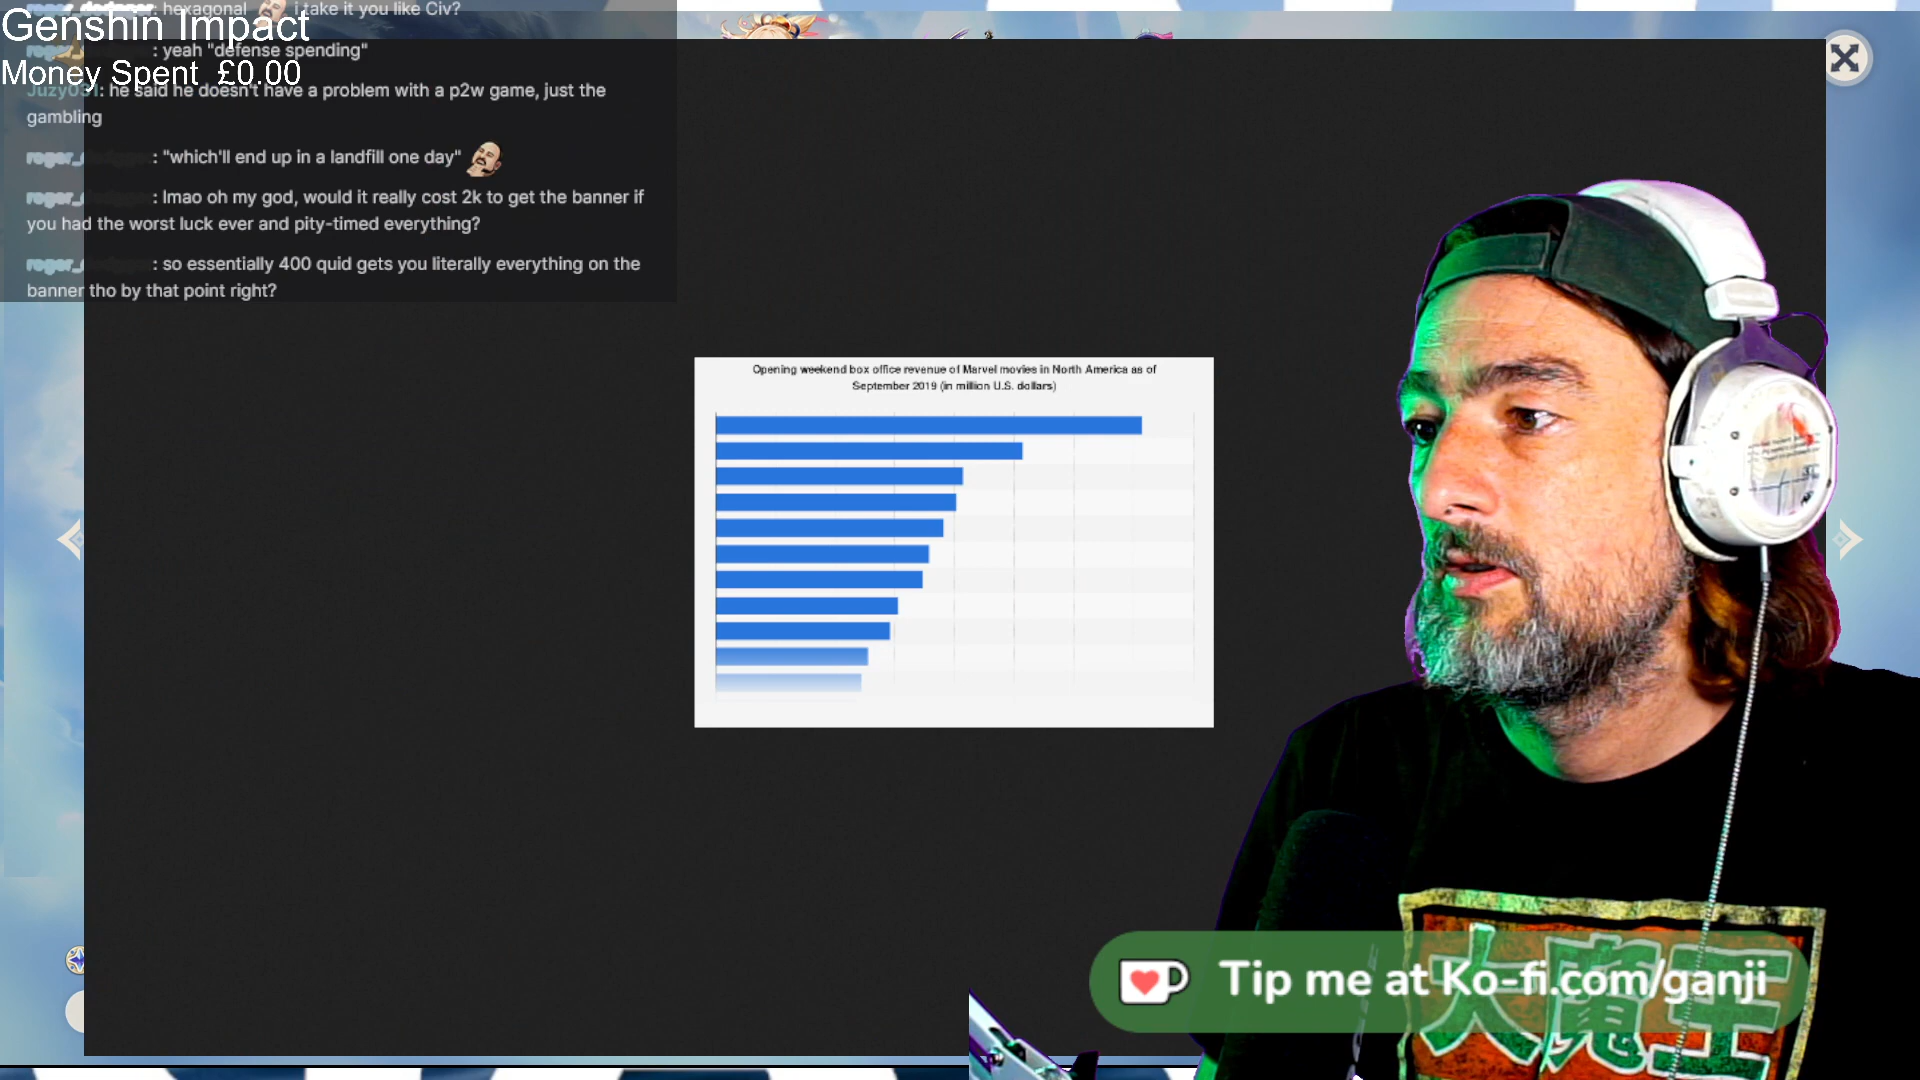 : hexagonal i take it you like Civ?
Genshin Impact
: yeah "defense spending"
Money Spent £0.00
Juzy031: he said he doesn't have a problem with a p2w game, just the
gambling
: "which'll end up in a landfill one day"
: lmao oh my god, would it really cost 2k to get the banner if
you had the worst luck ever and pity-timed everything?
: so essentially 400 quid gets you literally everything on the
banner tho by that point right?
Opening weekend box office revenue of Marvel movies in North America as of
September 2019 (in million U.S. dollars)
Tip me at Ko-fi.com/ganji
大魔王